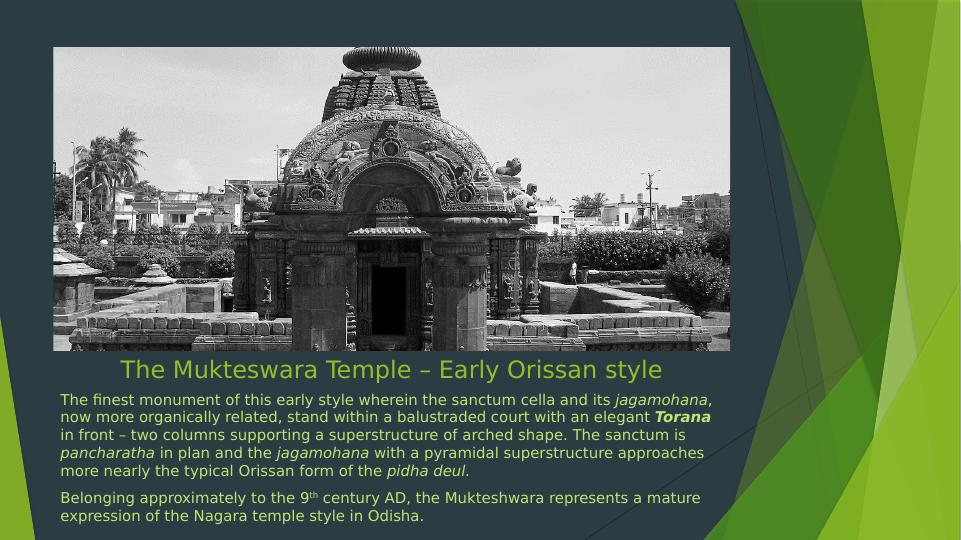 The Mukteswara Temple – Early Orissan style
The finest monument of this early style wherein the sanctum cella and its jagamohana,
now more organically related, stand within a balustraded court with an elegant Torana
in front – two columns supporting a superstructure of arched shape. The sanctum is
pancharatha in plan and the jagamohana with a pyramidal superstructure approaches
more nearly the typical Orissan form of the pidha deul.
Belonging approximately to the 9th century AD, the Mukteshwara represents a mature
expression of the Nagara temple style in Odisha.